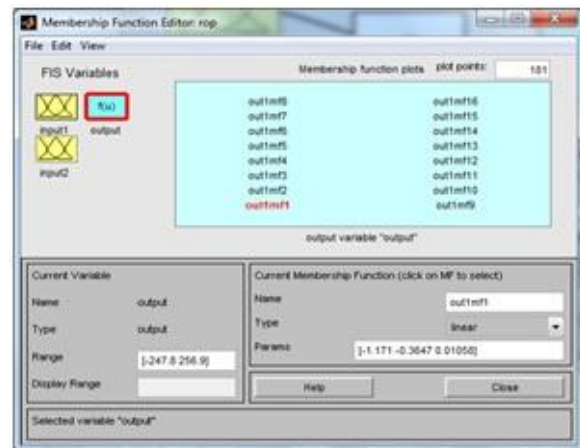 Membership Function Editor: rop
File Edit View
FIS Variables
Membership function plots
plot points:
181
f(u)
input1
output
input2
out1mf8
out1mf7
out1mf6
out1mf5
out1mf4
out1mf3
out1mf2
out1mf1
out1mf16
out1mf15
out1mf14
out1mf13
out1mf12
out1mf11
out1mf10
out1mf9
output variable "output"
Current Variable
Name output
Type output
Range [-247.8 256.9]
Display Range
Current Membership Function (click on MF to select)
Name out1mf1
Type linear
Params [-1.171 -0.3647 0.01058]
Help Close
Selected variable "output"